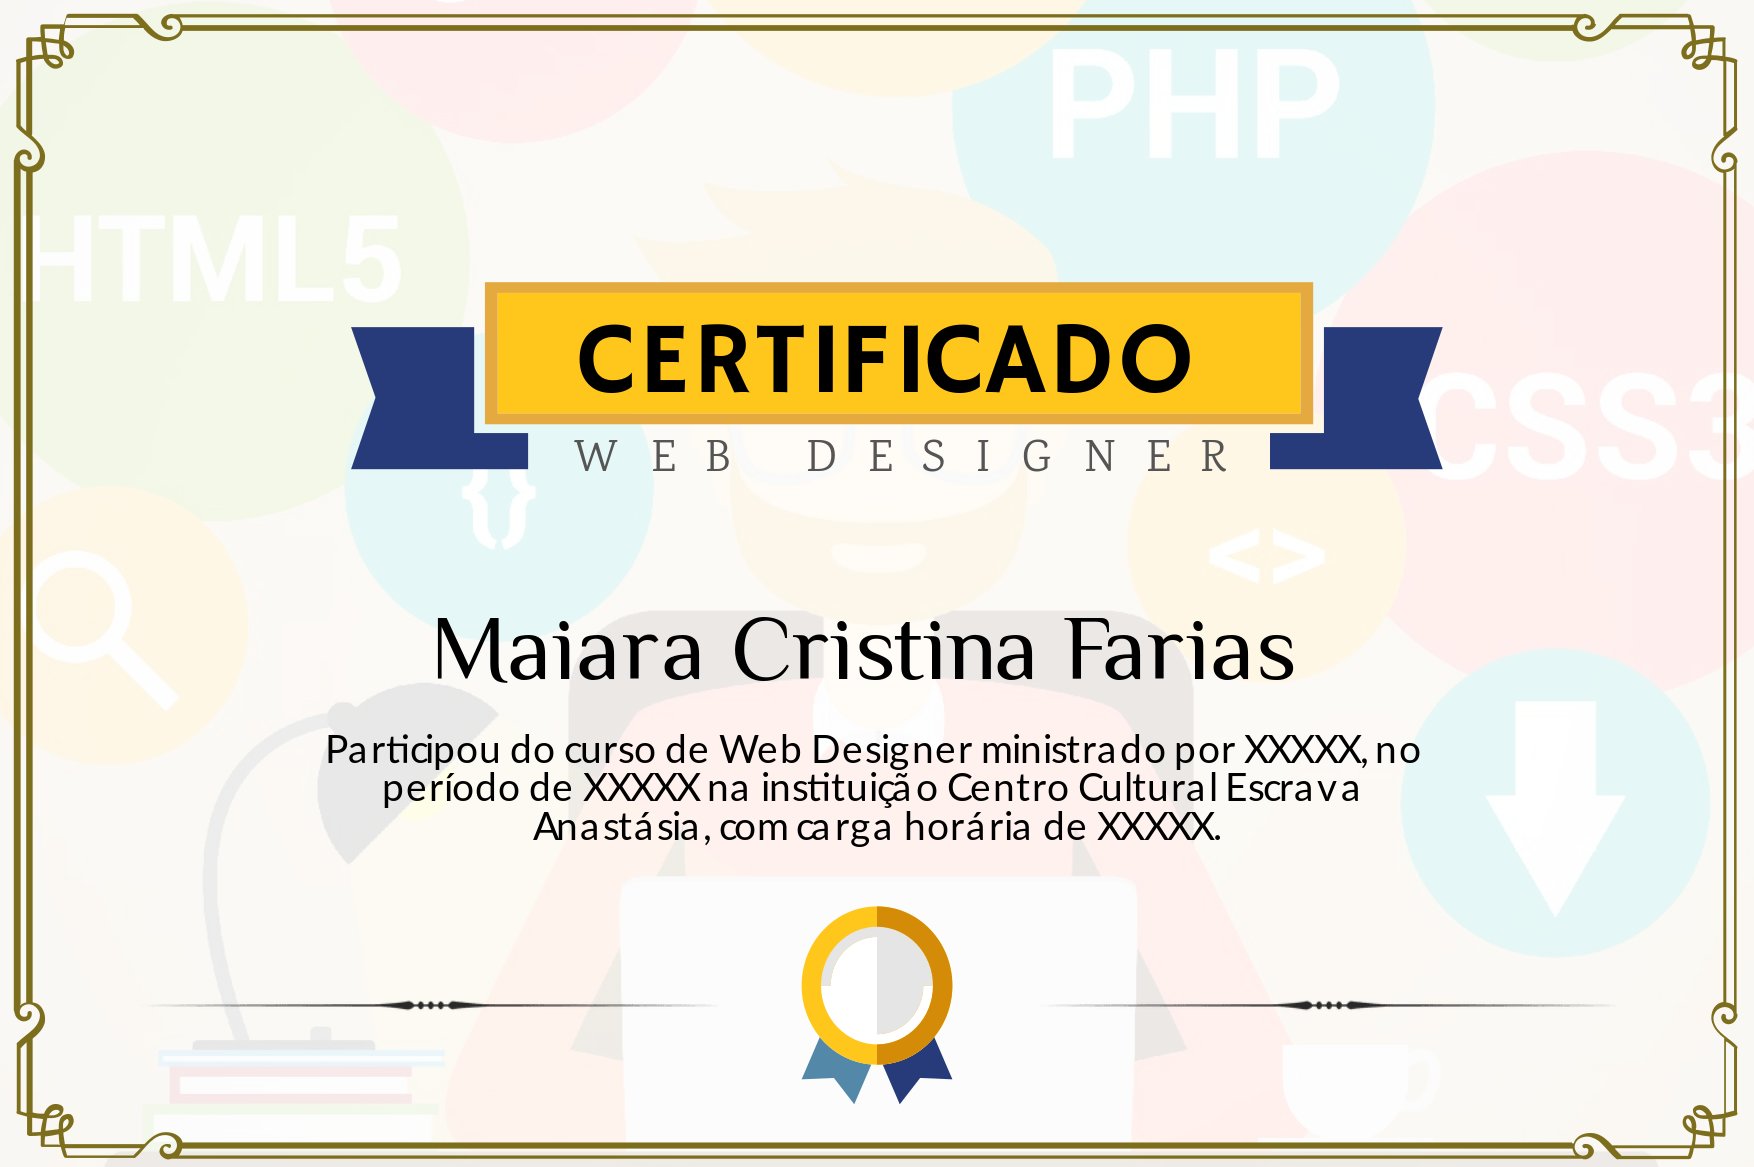 PHP
HTML5
CERTIFICADO
CSS3
WEB DESIGNER
{}
<>
Maiara Cristina Farias
Participou do curso de Web Designer ministrado por XXXXX, no
período de XXXXX na instituição Centro Cultural Escrava
Anastásia, com carga horária de XXXXX.